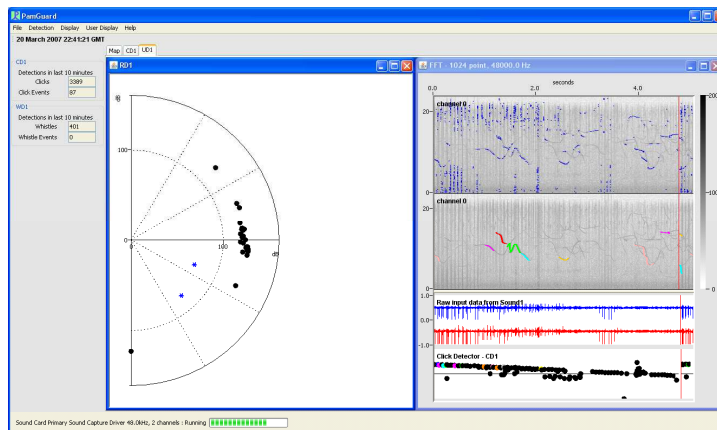 PamGuard
File Detection Display User Display Help
20 March 2007 22:41:21 GMT
Map CD1 UD1
CD1
Detections in last 10 minutes
Clicks 3389
Click Events 87
WD1
Detections in last 10 minutes
Whistles 401
Whistle Events 0
RD1
dB
100
0
100
dB
FFT - 1024 point, 48000.0 Hz
seconds
0.0 2.0 4.0
20
channel 0
0
channel 0
20
0
200
100
0
1.0
Raw input data from Sound1
0.0
-1.0
Click Detector - CD1
Sound Card Primary Sound Capture Driver 48.0kHz, 2 channels : Running